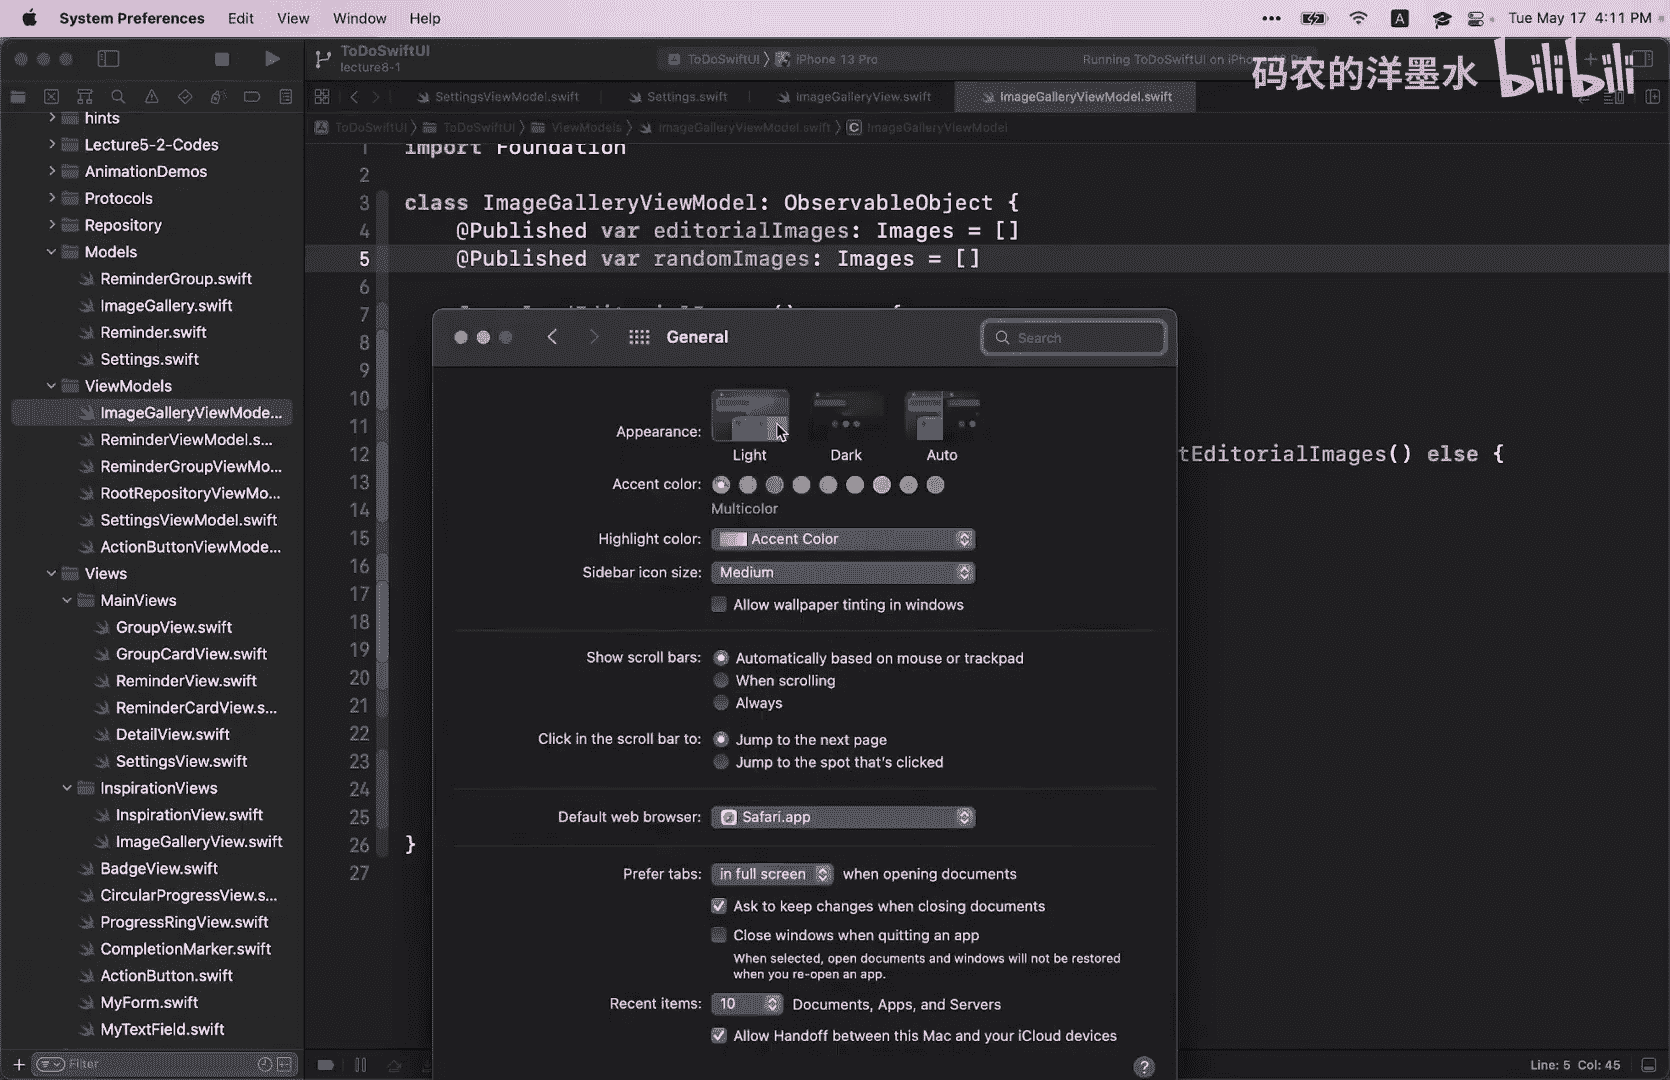 System Preferences Edit View Window Help
A
Tue May 17 4:11 PM
码农的洋墨水 bilibili
ToDoSwiftUI
lecture8-1
ToDoSwiftUI 〉 iPhone 13 Pro
Running ToDoSwiftUI on iPho
SettingsViewModel.swift
Settings.swift
ImageGalleryView.swift
ImageGalleryViewModel.swift
ToDoSwiftUI 〉 ToDoSwiftUI 〉 ViewModels 〉 ImageGalleryViewModel.swift 〉 C ImageGalleryViewModel
hints
Lecture5-2-Codes
AnimationDemos
Protocols
Repository
Models
ReminderGroup.swift
ImageGallery.swift
Reminder.swift
Settings.swift
ViewModels
ImageGalleryViewMode...
ReminderViewModel.s...
ReminderGroupViewMo...
RootRepositoryViewMo...
SettingsViewModel.swift
ActionButtonViewMode...
Views
MainViews
GroupView.swift
GroupCardView.swift
ReminderView.swift
ReminderCardView.s...
DetailView.swift
SettingsView.swift
InspirationViews
InspirationView.swift
ImageGalleryView.swift
BadgeView.swift
CircularProgressView.s...
ProgressRingView.swift
CompletionMarker.swift
ActionButton.swift
MyForm.swift
MyTextField.swift
Filter
1 import Foundation
2
3 class ImageGalleryViewModel: ObservableObject {
4 @Published var editorialImages: Images = []
5 @Published var randomImages: Images = []
6
7
8
9
10
11
12 tEditorialImages() else {
13
14
15
16
17
18
19
20
21
22
23
24
25
26 }
27
General
Search
Appearance:
Light Dark Auto
Accent color:
Multicolor
Highlight color: Accent Color
Sidebar icon size: Medium
Allow wallpaper tinting in windows
Show scroll bars: Automatically based on mouse or trackpad
When scrolling
Always
Click in the scroll bar to: Jump to the next page
Jump to the spot that's clicked
Default web browser: Safari.app
Prefer tabs: in full screen when opening documents
Ask to keep changes when closing documents
Close windows when quitting an app
When selected, open documents and windows will not be restored
when you re-open an app.
Recent items: 10 Documents, Apps, and Servers
Allow Handoff between this Mac and your iCloud devices
?
Line: 5 Col: 45